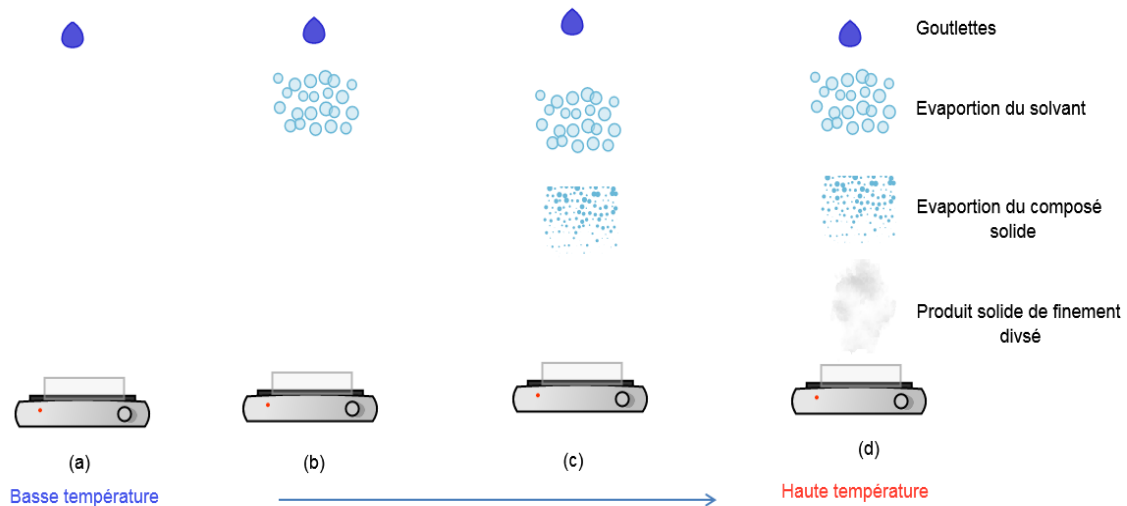 Goutlettes
Evaportion du solvant
Evaportion du composé
solide
Produit solide de finement
divsé
(a)
(b)
(c)
(d)
Basse température
Haute température